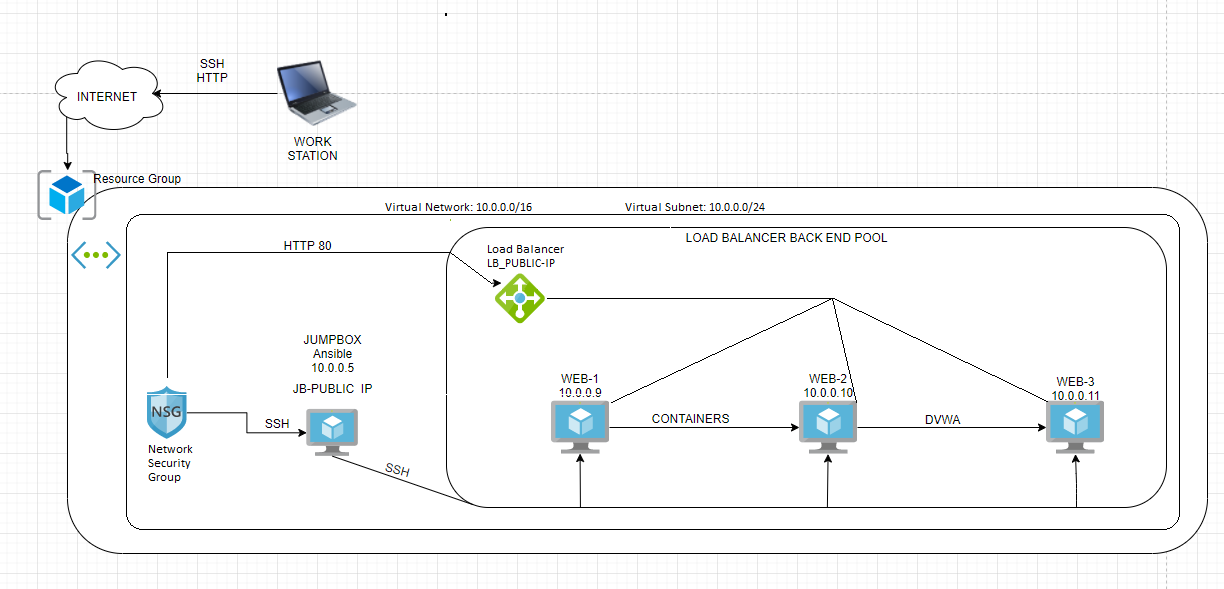 SSH
HTTP
INTERNET
WORK
STATION
Resource Group
Virtual Network: 10.0.0.0/16
Virtual Subnet: 10.0.0.0/24
HTTP 80
Load Balancer
LB_PUBLIC-IP
LOAD BALANCER BACK END POOL
JUMPBOX
Ansible
10.0.0.5
JB-PUBLIC IP
NSG
Network
Security
Group
SSH
SSH
WEB-1
10.0.0.9
CONTAINERS
WEB-2
10.0.0.10
DVWA
WEB-3
10.0.0.11